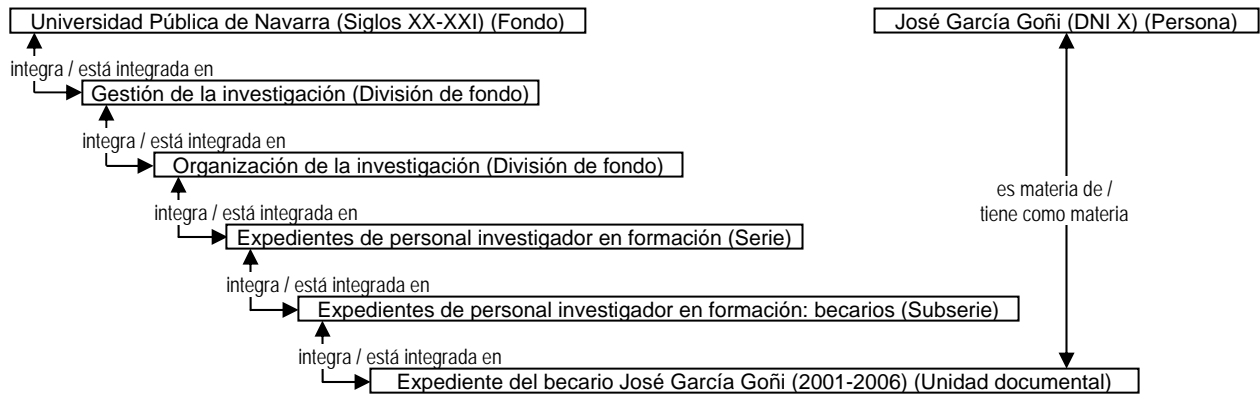 Universidad Pública de Navarra (Siglos XX-XXI) (Fondo)
José García Goñi (DNI X) (Persona)
integra / está integrada en
Gestión de la investigación (División de fondo)
integra / está integrada en
Organización de la investigación (División de fondo)
integra / está integrada en
Expedientes de personal investigador en formación (Serie)
integra / está integrada en
Expedientes de personal investigador en formación: becarios (Subserie)
integra / está integrada en
Expediente del becario José García Goñi (2001-2006) (Unidad documental)
es materia de /
tiene como materia